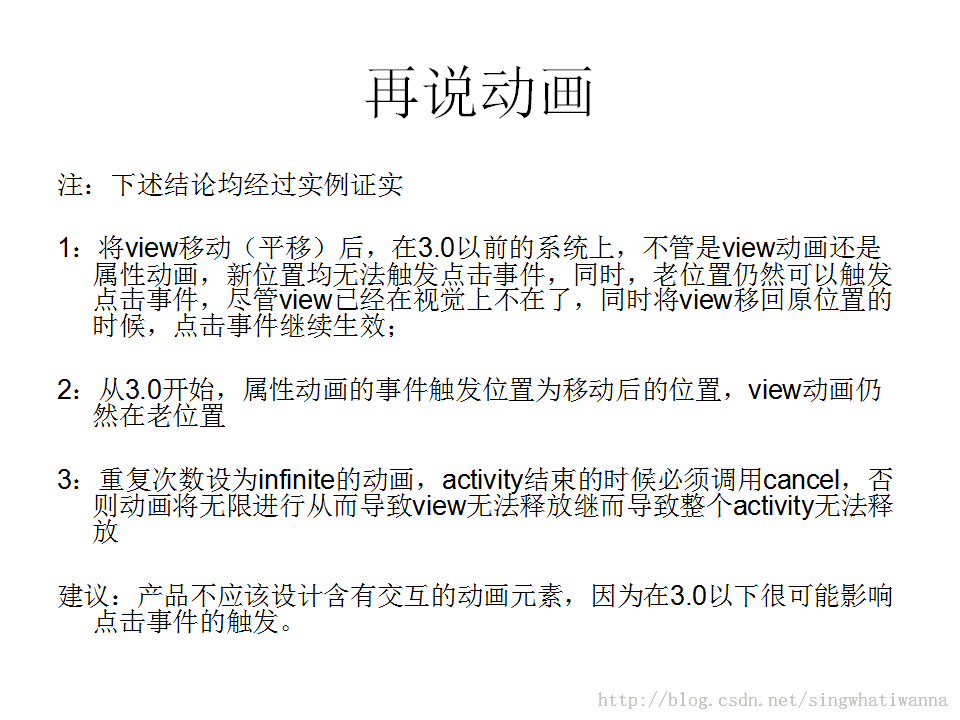 再说动画
注：下述结论均经过实例证实
1：将view移动（平移）后，在3.0以前的系统上，不管是view动画还是
属性动画，新位置均无法触发点击事件，同时，老位置仍然可以触发
点击事件，尽管view已经在视觉上不在了，同时将view移回原位置的
时候，点击事件继续生效；
2：从3.0开始，属性动画的事件触发位置为移动后的位置，view动画仍
然在老位置
3：重复次数设为infinite的动画，activity结束的时候必须调用cancel，否
则动画将无限进行从而导致view无法释放继而导致整个activity无法释
放
建议：产品不应该设计含有交互的动画元素，因为在3.0以下很可能影响
点击事件的触发。
http://blog.csdn.net/singwhatiwanna